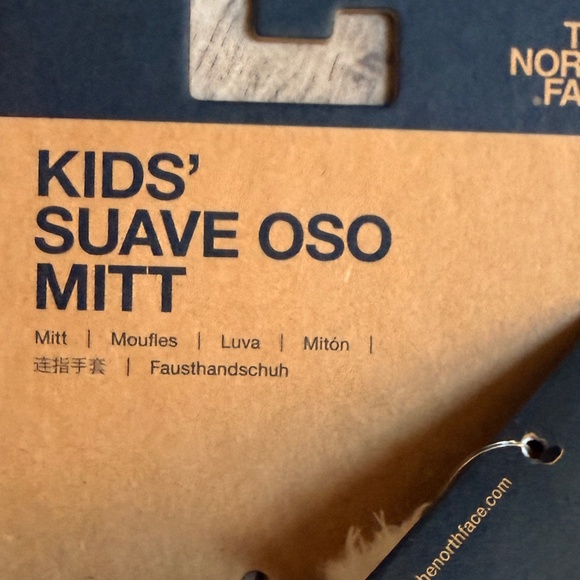 KIDS'
SUAVE OSO
MITT
Mitt | Moufles | Luva | Mitón |
连指手套 | Fausthandschuh